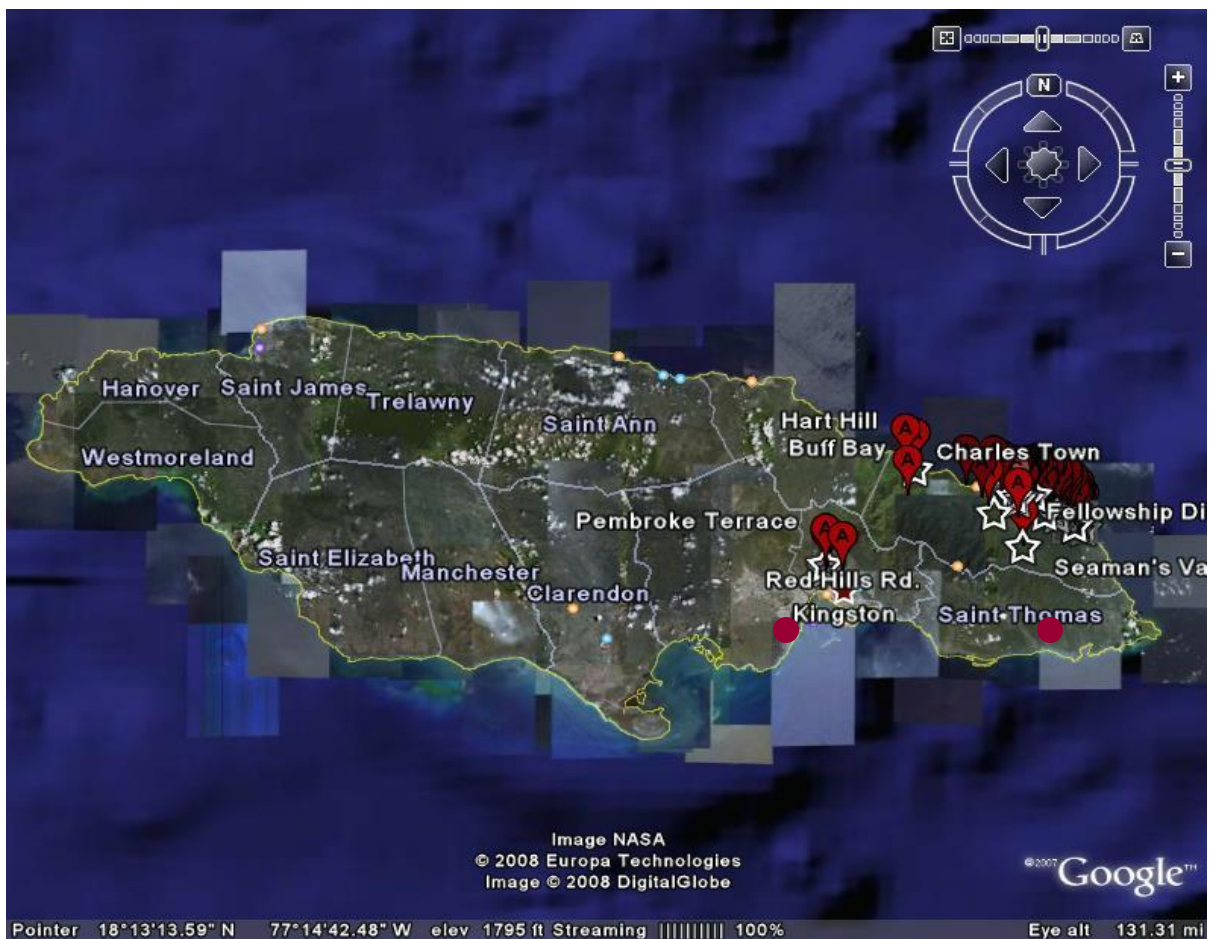 N
Hanover
Saint James
Trelawny
Saint Ann
Hart Hill
Buff Bay
Charles Town
Westmoreland
Pembroke Terrace
Fellowship Di
Saint Elizabeth
Manchester
Clarendon
Red Hills Rd.
Seaman's Va
Kingston
Saint Thomas
Image NASA
© 2008 Europa Technologies
Image © 2008 DigitalGlobe
©2007 Google™
Pointer 18°13'13.59" N 77°14'42.48" W elev 1795 ft Streaming |||||||||| 100% Eye alt 131.31 mi